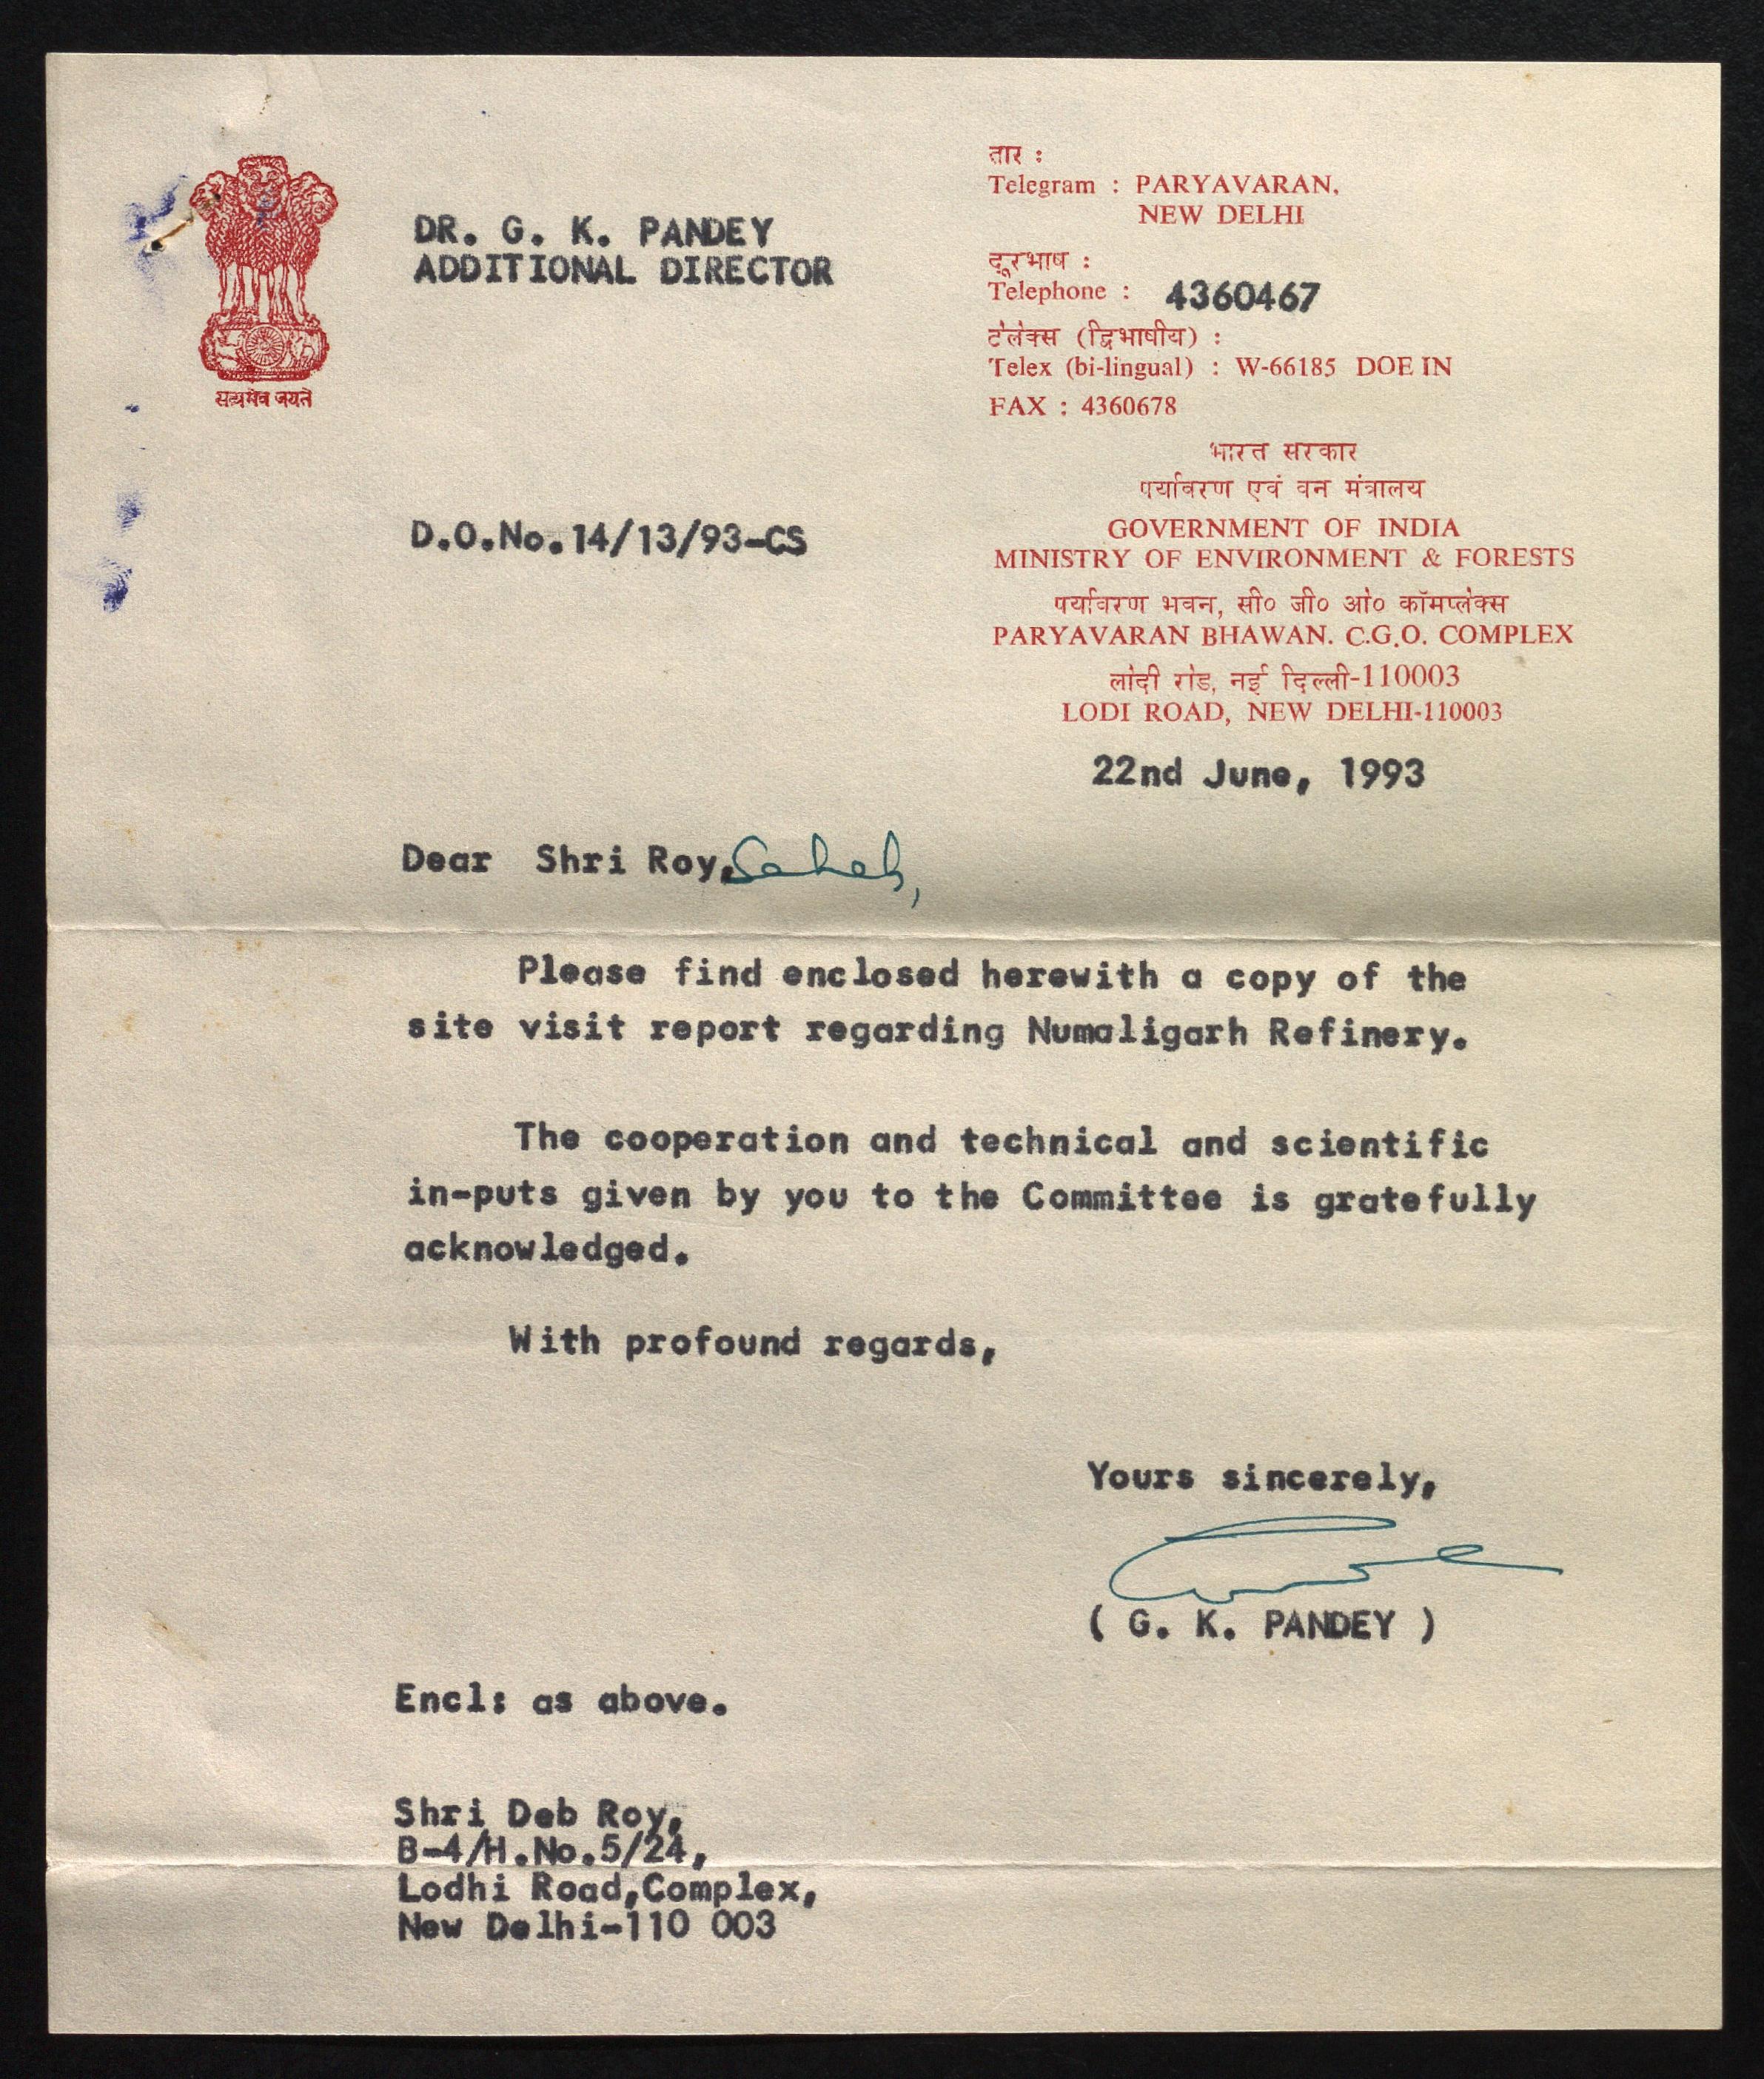 सत्यमेव जयते
DR. G. K. PANDEY
ADDITIONAL DIRECTOR
तार :
Telegram : PARYAVARAN,
NEW DELHI
दूरभाष :
Telephone : 4360467
टेलेक्स (द्विभाषीय) :
Telex (bi-lingual) : W-66185 DOE IN
FAX : 4360678
भारत सरकार
पर्यावरण एवं वन मंत्रालय
GOVERNMENT OF INDIA
MINISTRY OF ENVIRONMENT & FORESTS
पर्यावरण भवन, सी० जी० ओ० कॉमप्लेक्स
PARYAVARAN BHAWAN. C.G.O. COMPLEX
लोदी रोड, नई दिल्ली-110003
LODI ROAD, NEW DELHI-110003
D.O.No.14/13/93-CS
22nd June, 1993
Dear Shri Roy, Saheb,
Please find enclosed herewith a copy of the
site visit report regarding Numaligarh Refinery.
The cooperation and technical and scientific
in-puts given by you to the Committee is gratefully
acknowledged.
With profound regards,
Yours sincerely,
( G. K. PANDEY )
Encl: as above.
Shri Deb Roy,
B-4/H.No.5/24,
Lodhi Road,Complex,
New Delhi-110 003